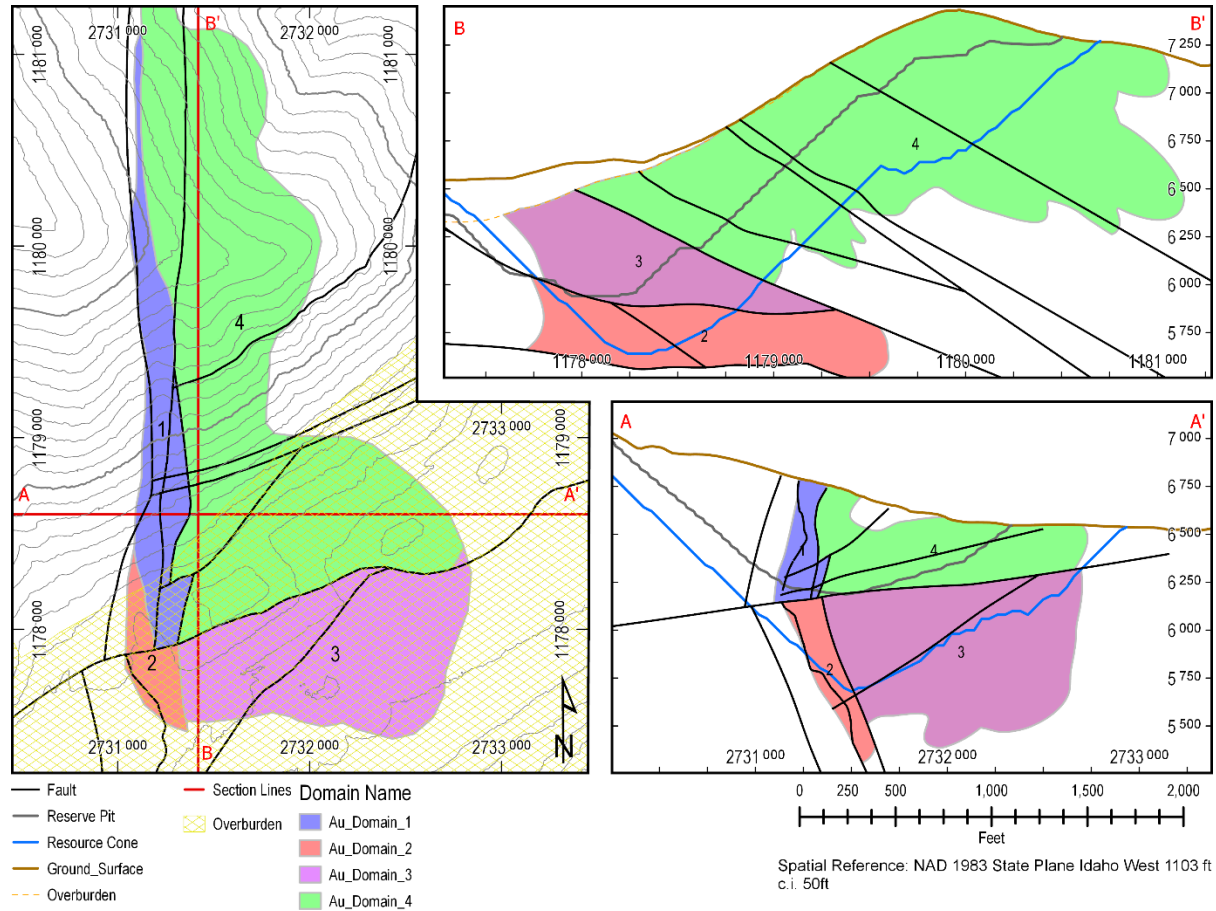 2731 000
2732 000
B'
1181 000
1181 000
1180 000
1180 000
4
1
1179 000
2733 000
1179 000
A
A'
1178 000
1178 000
2
3
N
2731 000
2732 000
2733 000
B
B
B'
7 250
7 000
6 750
6 500
6 250
6 000
5 750
4
3
2
1178 000
1179 000
1180 000
1181 000
A
A'
7 000
6 750
6 500
6 250
6 000
5 750
5 500
1
4
2
3
2731 000
2732 000
2733 000
Fault
Reserve Pit
Resource Cone
Ground_Surface
Overburden
Section Lines
Overburden
Domain Name
Au_Domain_1
Au_Domain_2
Au_Domain_3
Au_Domain_4
0 250 500 1,000 1,500 2,000
Feet
Spatial Reference: NAD 1983 State Plane Idaho West 1103 ft
c.i. 50ft